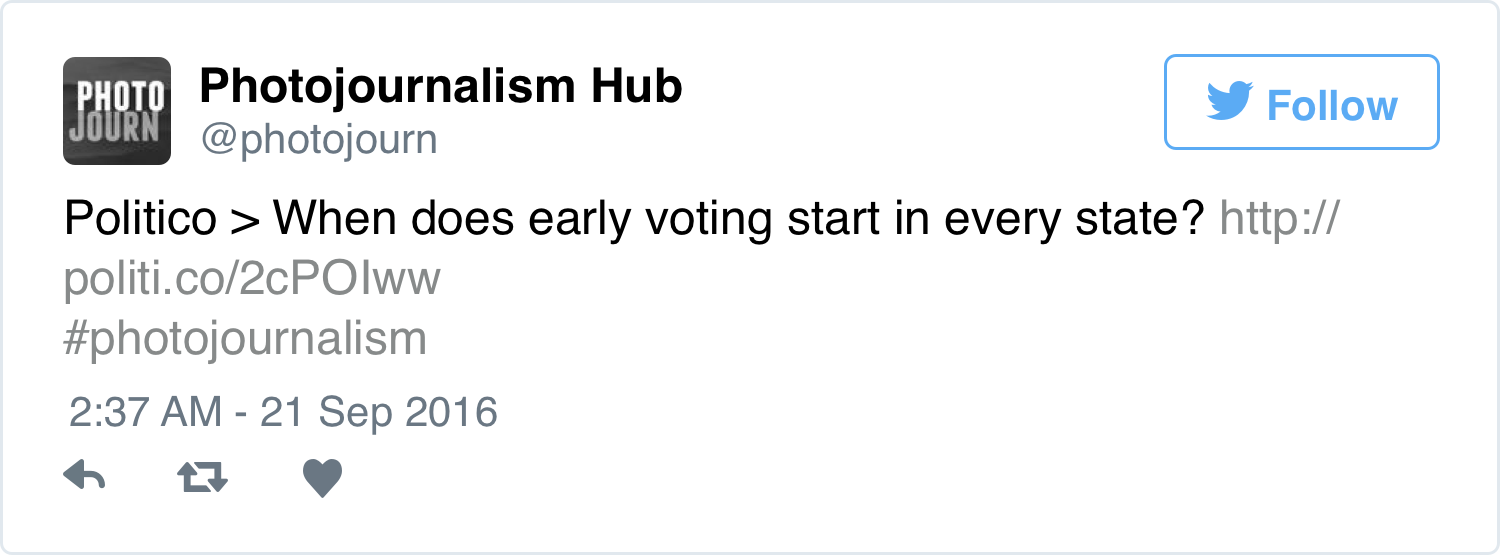 PHOTO
JOURN
Photojournalism Hub
@photojourn
Follow
Politico > When does early voting start in every state? http://
politi.co/2cPOIww
#photojournalism
2:37 AM - 21 Sep 2016